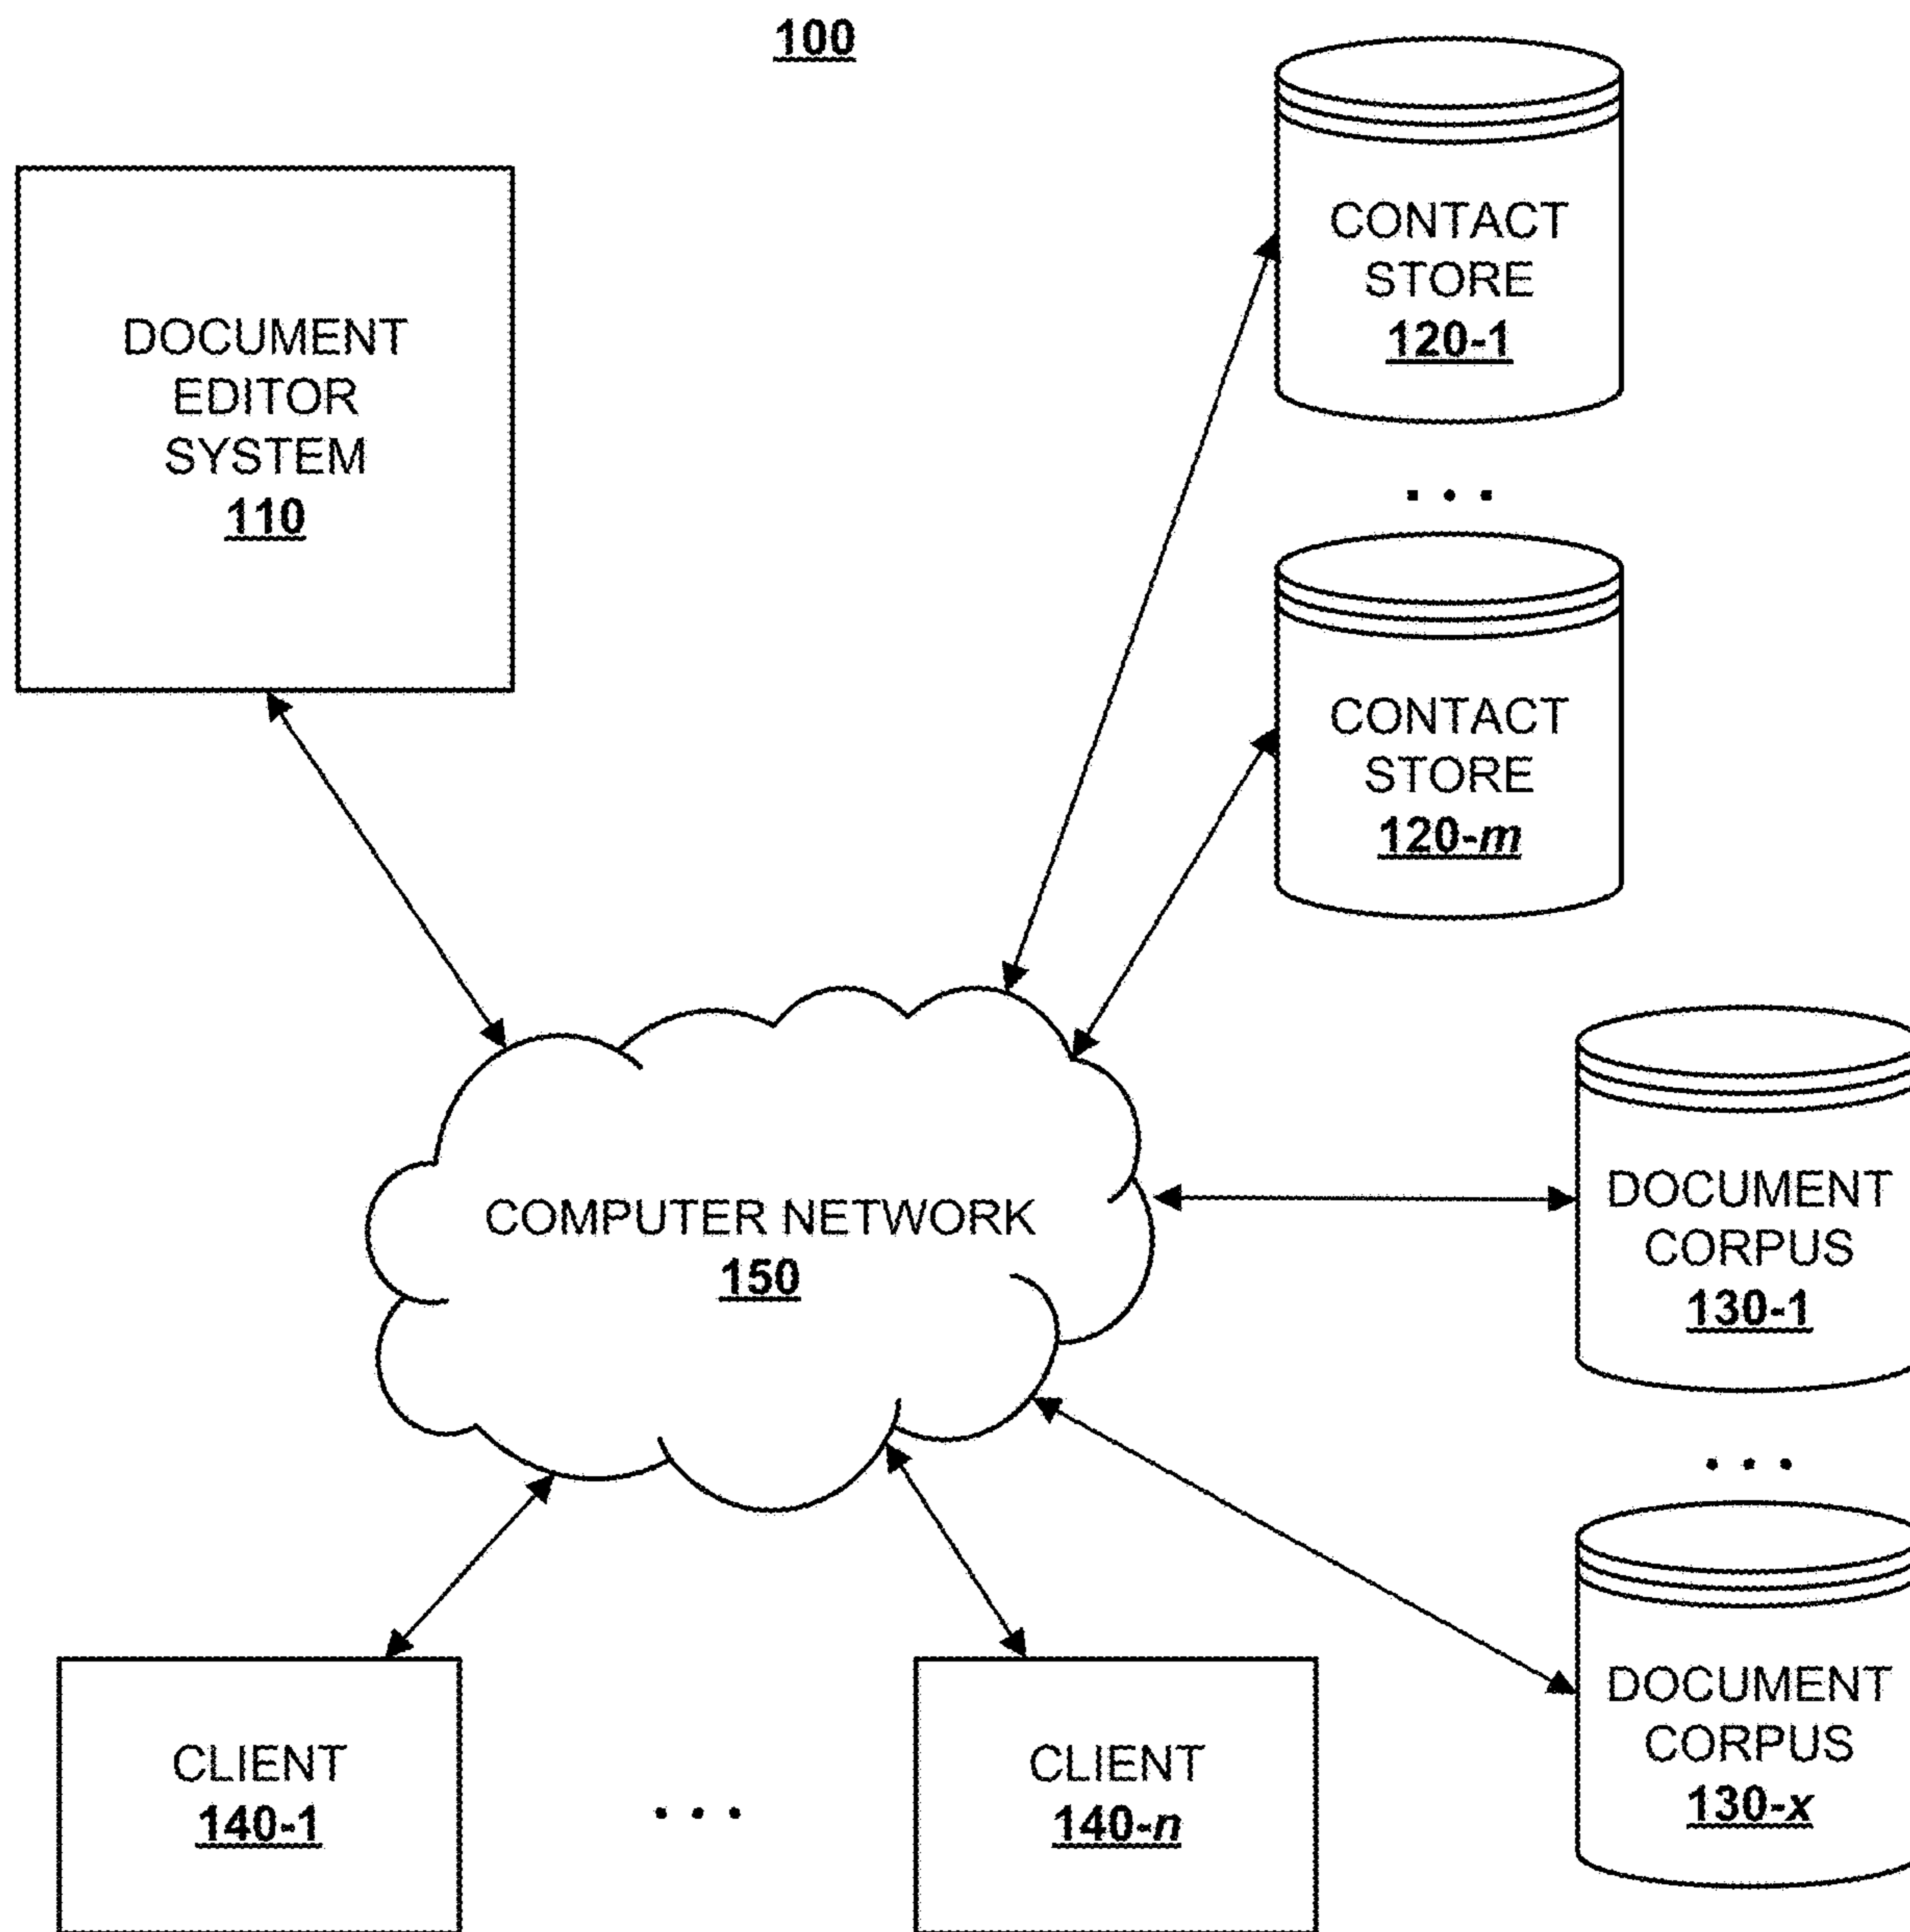 100
DOCUMENT
EDITOR
SYSTEM
110
CONTACT
STORE
120-1
. . .
CONTACT
STORE
120-m
COMPUTER NETWORK
150
DOCUMENT
CORPUS
130-1
. . .
DOCUMENT
CORPUS
130-x
CLIENT
140-1
. . .
CLIENT
140-n